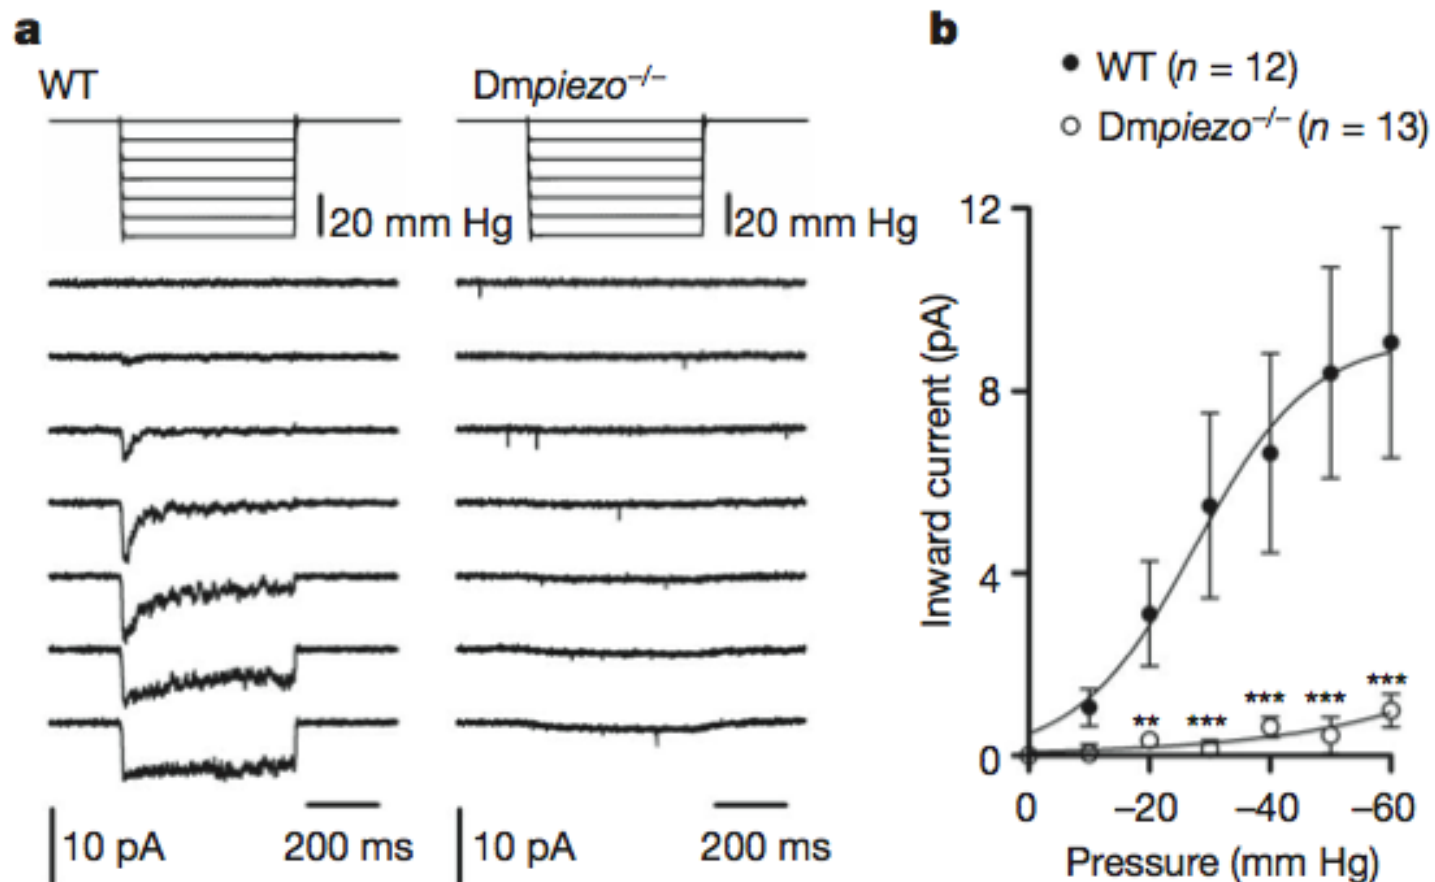 a
WT
Dmpiezo–/–
20 mm Hg
20 mm Hg
10 pA
200 ms
10 pA
200 ms
b
WT (n = 12)
Dmpiezo–/– (n = 13)
Inward current (pA)
12
8
4
0
**
***
***
***
***
0
–20
–40
–60
Pressure (mm Hg)